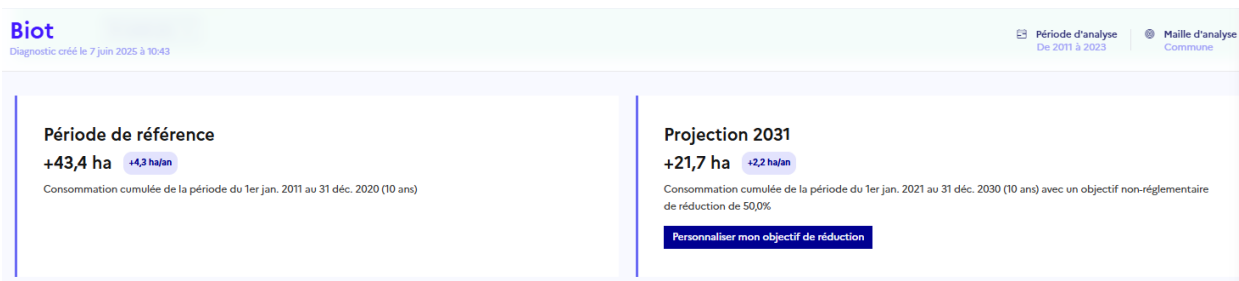 Biot
Diagnostic créé le 7 juin 2025 à 10:43
Période d'analyse
De 2011 à 2023
Maille d'analyse
Commune
Période de référence
+43,4 ha +4,3 ha/an
Consommation cumulée de la période du 1er jan. 2011 au 31 déc. 2020 (10 ans)
Projection 2031
+21,7 ha +2,2 ha/an
Consommation cumulée de la période du 1er jan. 2021 au 31 déc. 2030 (10 ans) avec un objectif non-réglementaire
de réduction de 50,0%
Personnaliser mon objectif de réduction